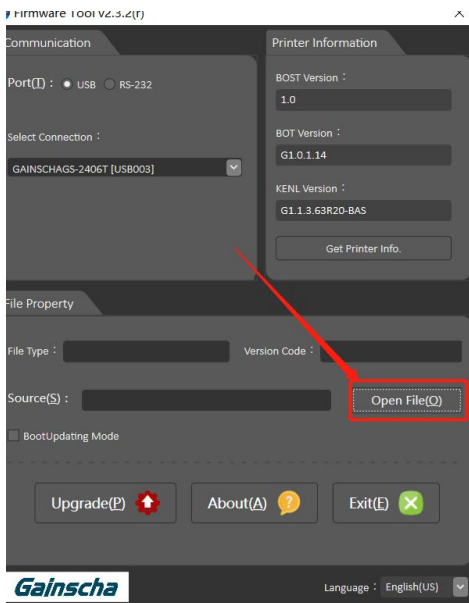 Firmware Tool v2.3.2(r)
Communication
Printer Information
Port(T) : USB RS-232
Select Connection :
GAINSCHAGS-2406T [USB003]
BOST Version :
1.0
BOT Version :
G1.0.1.14
KENL Version :
G1.1.3.63R20-BAS
Get Printer Info.
File Property
File Type :
Version Code :
Source(S) :
Open File(O)
BootUpdating Mode
Upgrade(P)
About(A)
Exit(E)
Gainscha
Language : English(US)